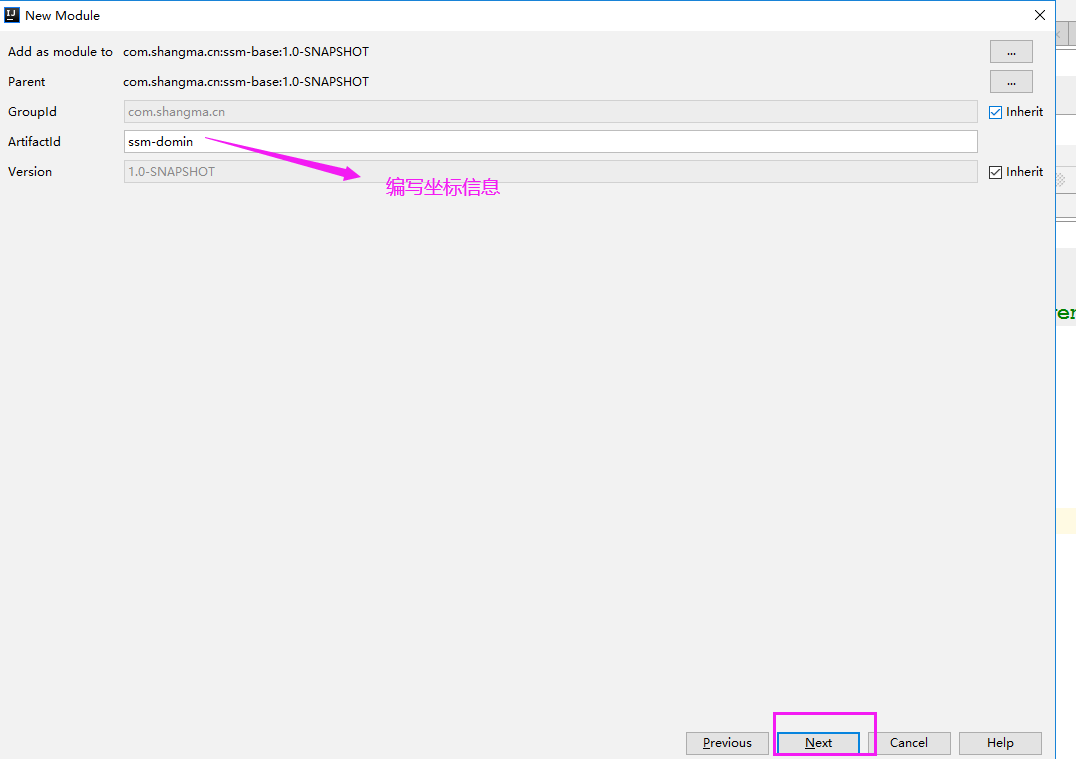 New Module
Add as module to com.shangma.cn:ssm-base:1.0-SNAPSHOT ...
Parent com.shangma.cn:ssm-base:1.0-SNAPSHOT ...
GroupId com.shangma.cn Inherit
ArtifactId ssm-domin
Version 1.0-SNAPSHOT Inherit
编写坐标信息
Previous Next Cancel Help